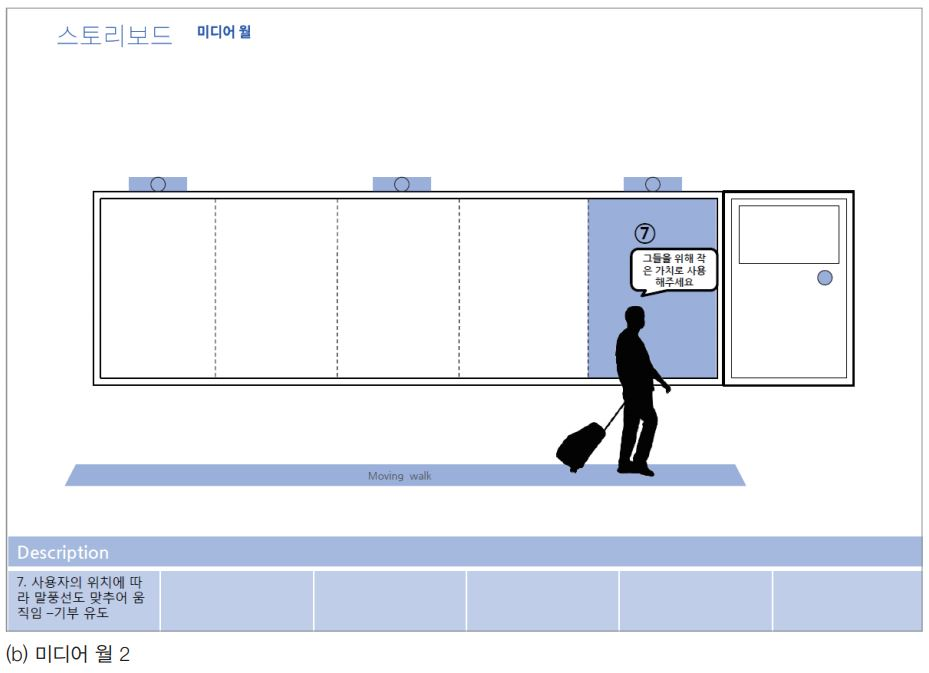 스토리보드 미디어 월
⑦
그들을 위해 작
은 가치로 사용
해주세요
Moving walk
Description
7. 사용자의 위치에 따
라 말풍선도 맞추어 움
직임 –기부 유도
(b) 미디어 월 2